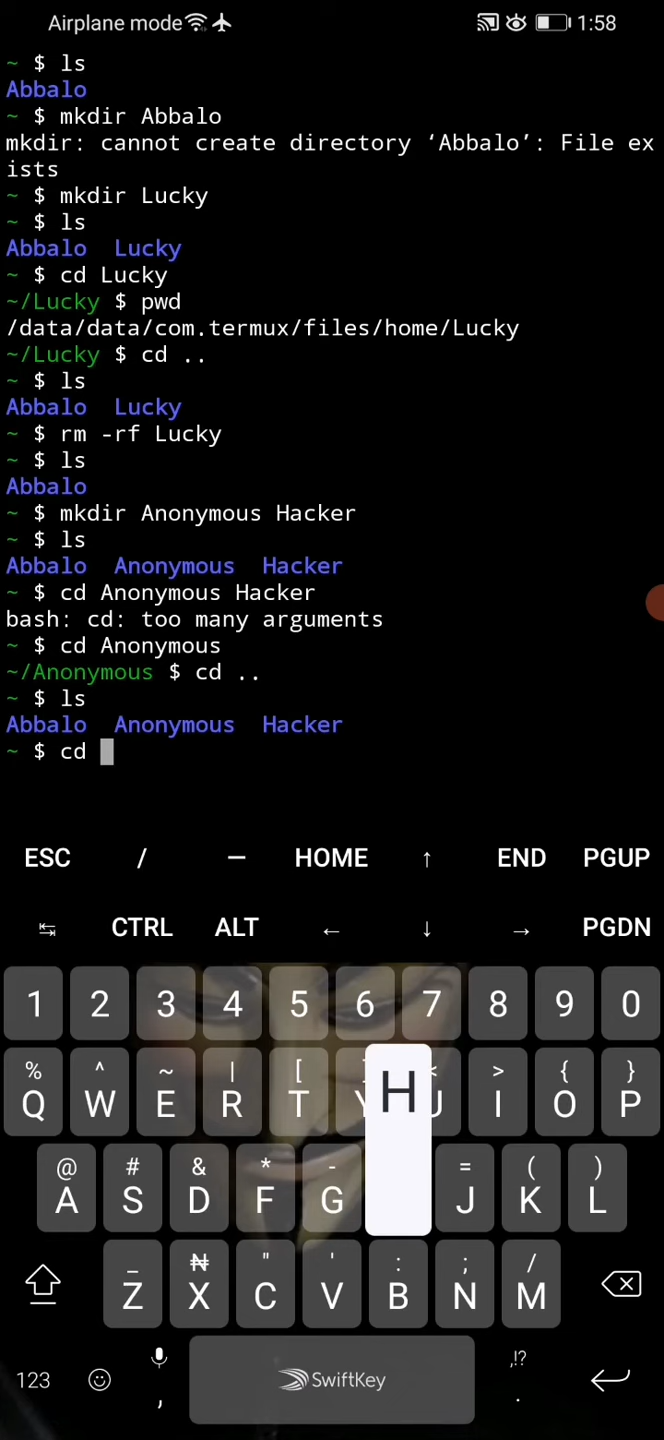 Airplane mode 1:58
~ $ ls
Abbalo
~ $ mkdir Abbalo
mkdir: cannot create directory ‘Abbalo’: File ex
ists
~ $ mkdir Lucky
~ $ ls
Abbalo  Lucky
~ $ cd Lucky
~/Lucky $ pwd
/data/data/com.termux/files/home/Lucky
~/Lucky $ cd ..
~ $ ls
Abbalo  Lucky
~ $ rm -rf Lucky
~ $ ls
Abbalo
~ $ mkdir Anonymous Hacker
~ $ ls
Abbalo  Anonymous  Hacker
~ $ cd Anonymous Hacker
bash: cd: too many arguments
~ $ cd Anonymous
~/Anonymous $ cd ..
~ $ ls
Abbalo  Anonymous  Hacker
~ $ cd
ESC / — HOME ↑ END PGUP
↹ CTRL ALT ← ↓ → PGDN
1 2 3 4 5 6 7 8 9 0
% ^ ~ | [ ] < > { }
Q W E R T Y U I O P
@ # & * - = ( )
A S D F G H J K L
_ ₦ " ' : ; /
Z X C V B N M
,!?
123 , SwiftKey .